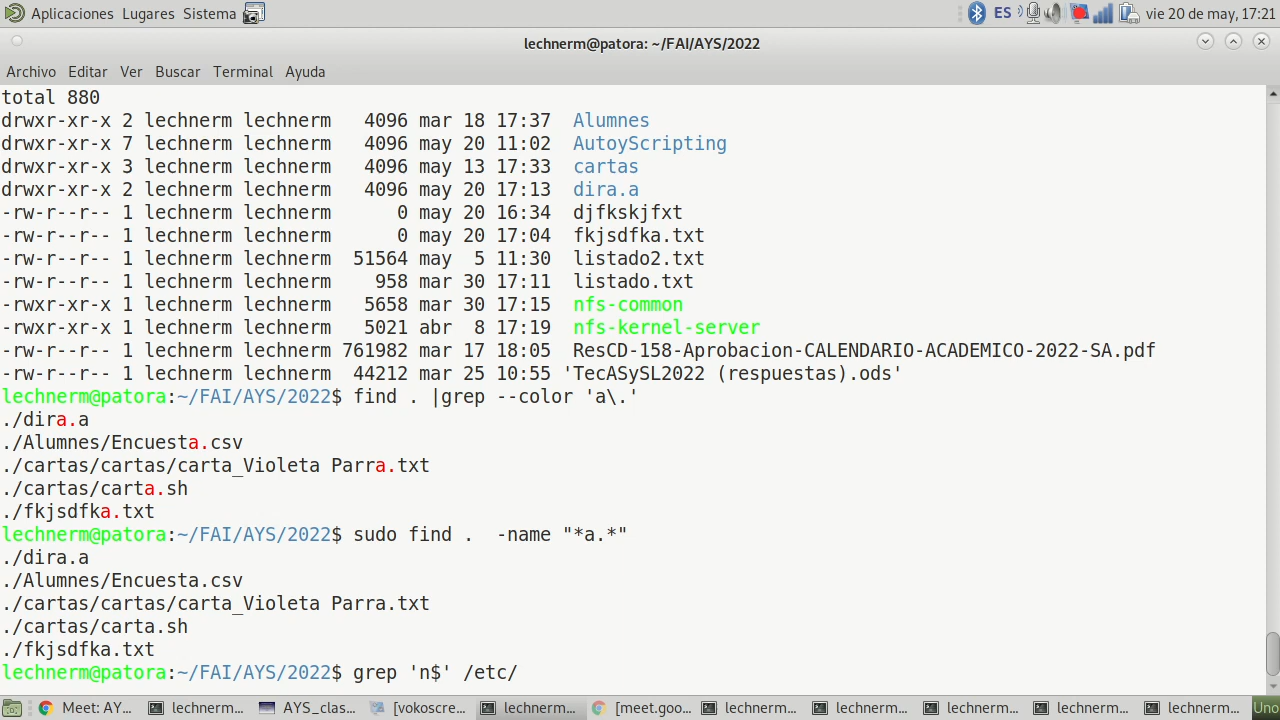 Aplicaciones Lugares Sistema ES vie 20 de may, 17:21
lechnerm@patora: ~/FAI/AYS/2022
Archivo Editar Ver Buscar Terminal Ayuda
total 880
drwxr-xr-x 2 lechnerm lechnerm   4096 mar 18 17:37  Alumnes
drwxr-xr-x 7 lechnerm lechnerm   4096 may 20 11:02  AutoyScripting
drwxr-xr-x 3 lechnerm lechnerm   4096 may 13 17:33  cartas
drwxr-xr-x 2 lechnerm lechnerm   4096 may 20 17:13  dira.a
-rw-r--r-- 1 lechnerm lechnerm      0 may 20 16:34  djfkskjfxt
-rw-r--r-- 1 lechnerm lechnerm      0 may 20 17:04  fkjsdfka.txt
-rw-r--r-- 1 lechnerm lechnerm  51564 may  5 11:30  listado2.txt
-rw-r--r-- 1 lechnerm lechnerm    958 mar 30 17:11  listado.txt
-rwxr-xr-x 1 lechnerm lechnerm   5658 mar 30 17:15  nfs-common
-rwxr-xr-x 1 lechnerm lechnerm   5021 abr  8 17:19  nfs-kernel-server
-rw-r--r-- 1 lechnerm lechnerm 761982 mar 17 18:05  ResCD-158-Aprobacion-CALENDARIO-ACADEMICO-2022-SA.pdf
-rw-r--r-- 1 lechnerm lechnerm  44212 mar 25 10:55 'TecASySL2022 (respuestas).ods'
lechnerm@patora:~/FAI/AYS/2022$ find . |grep --color 'a\.'
./dira.a
./Alumnes/Encuesta.csv
./cartas/cartas/carta_Violeta Parra.txt
./cartas/carta.sh
./fkjsdfka.txt
lechnerm@patora:~/FAI/AYS/2022$ sudo find .  -name "*a.*"
./dira.a
./Alumnes/Encuesta.csv
./cartas/cartas/carta_Violeta Parra.txt
./cartas/carta.sh
./fkjsdfka.txt
lechnerm@patora:~/FAI/AYS/2022$ grep 'n$' /etc/
Meet: AY... lechnerm... AYS_clas... [vokoscre... lechnerm... [meet.goo... lechnerm... lechnerm... lechnerm... lechnerm... lechnerm... Uno